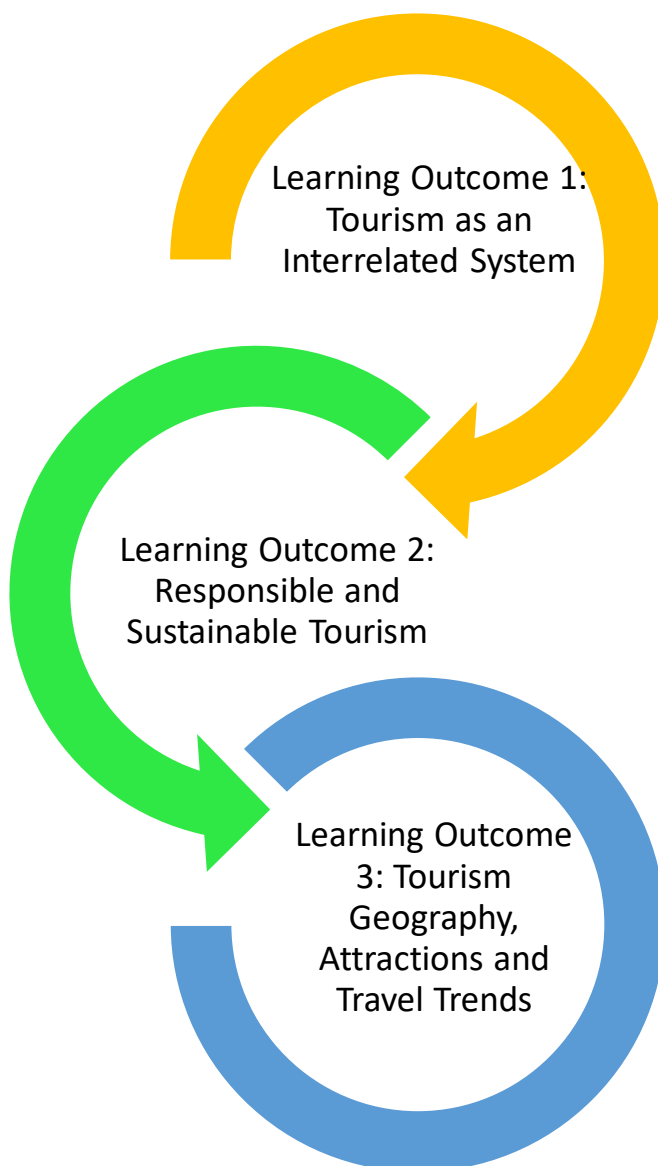 Learning Outcome 1:
Tourism as an
Interrelated System
Learning Outcome 2:
Responsible and
Sustainable Tourism
Learning Outcome
3: Tourism
Geography,
Attractions and
Travel Trends